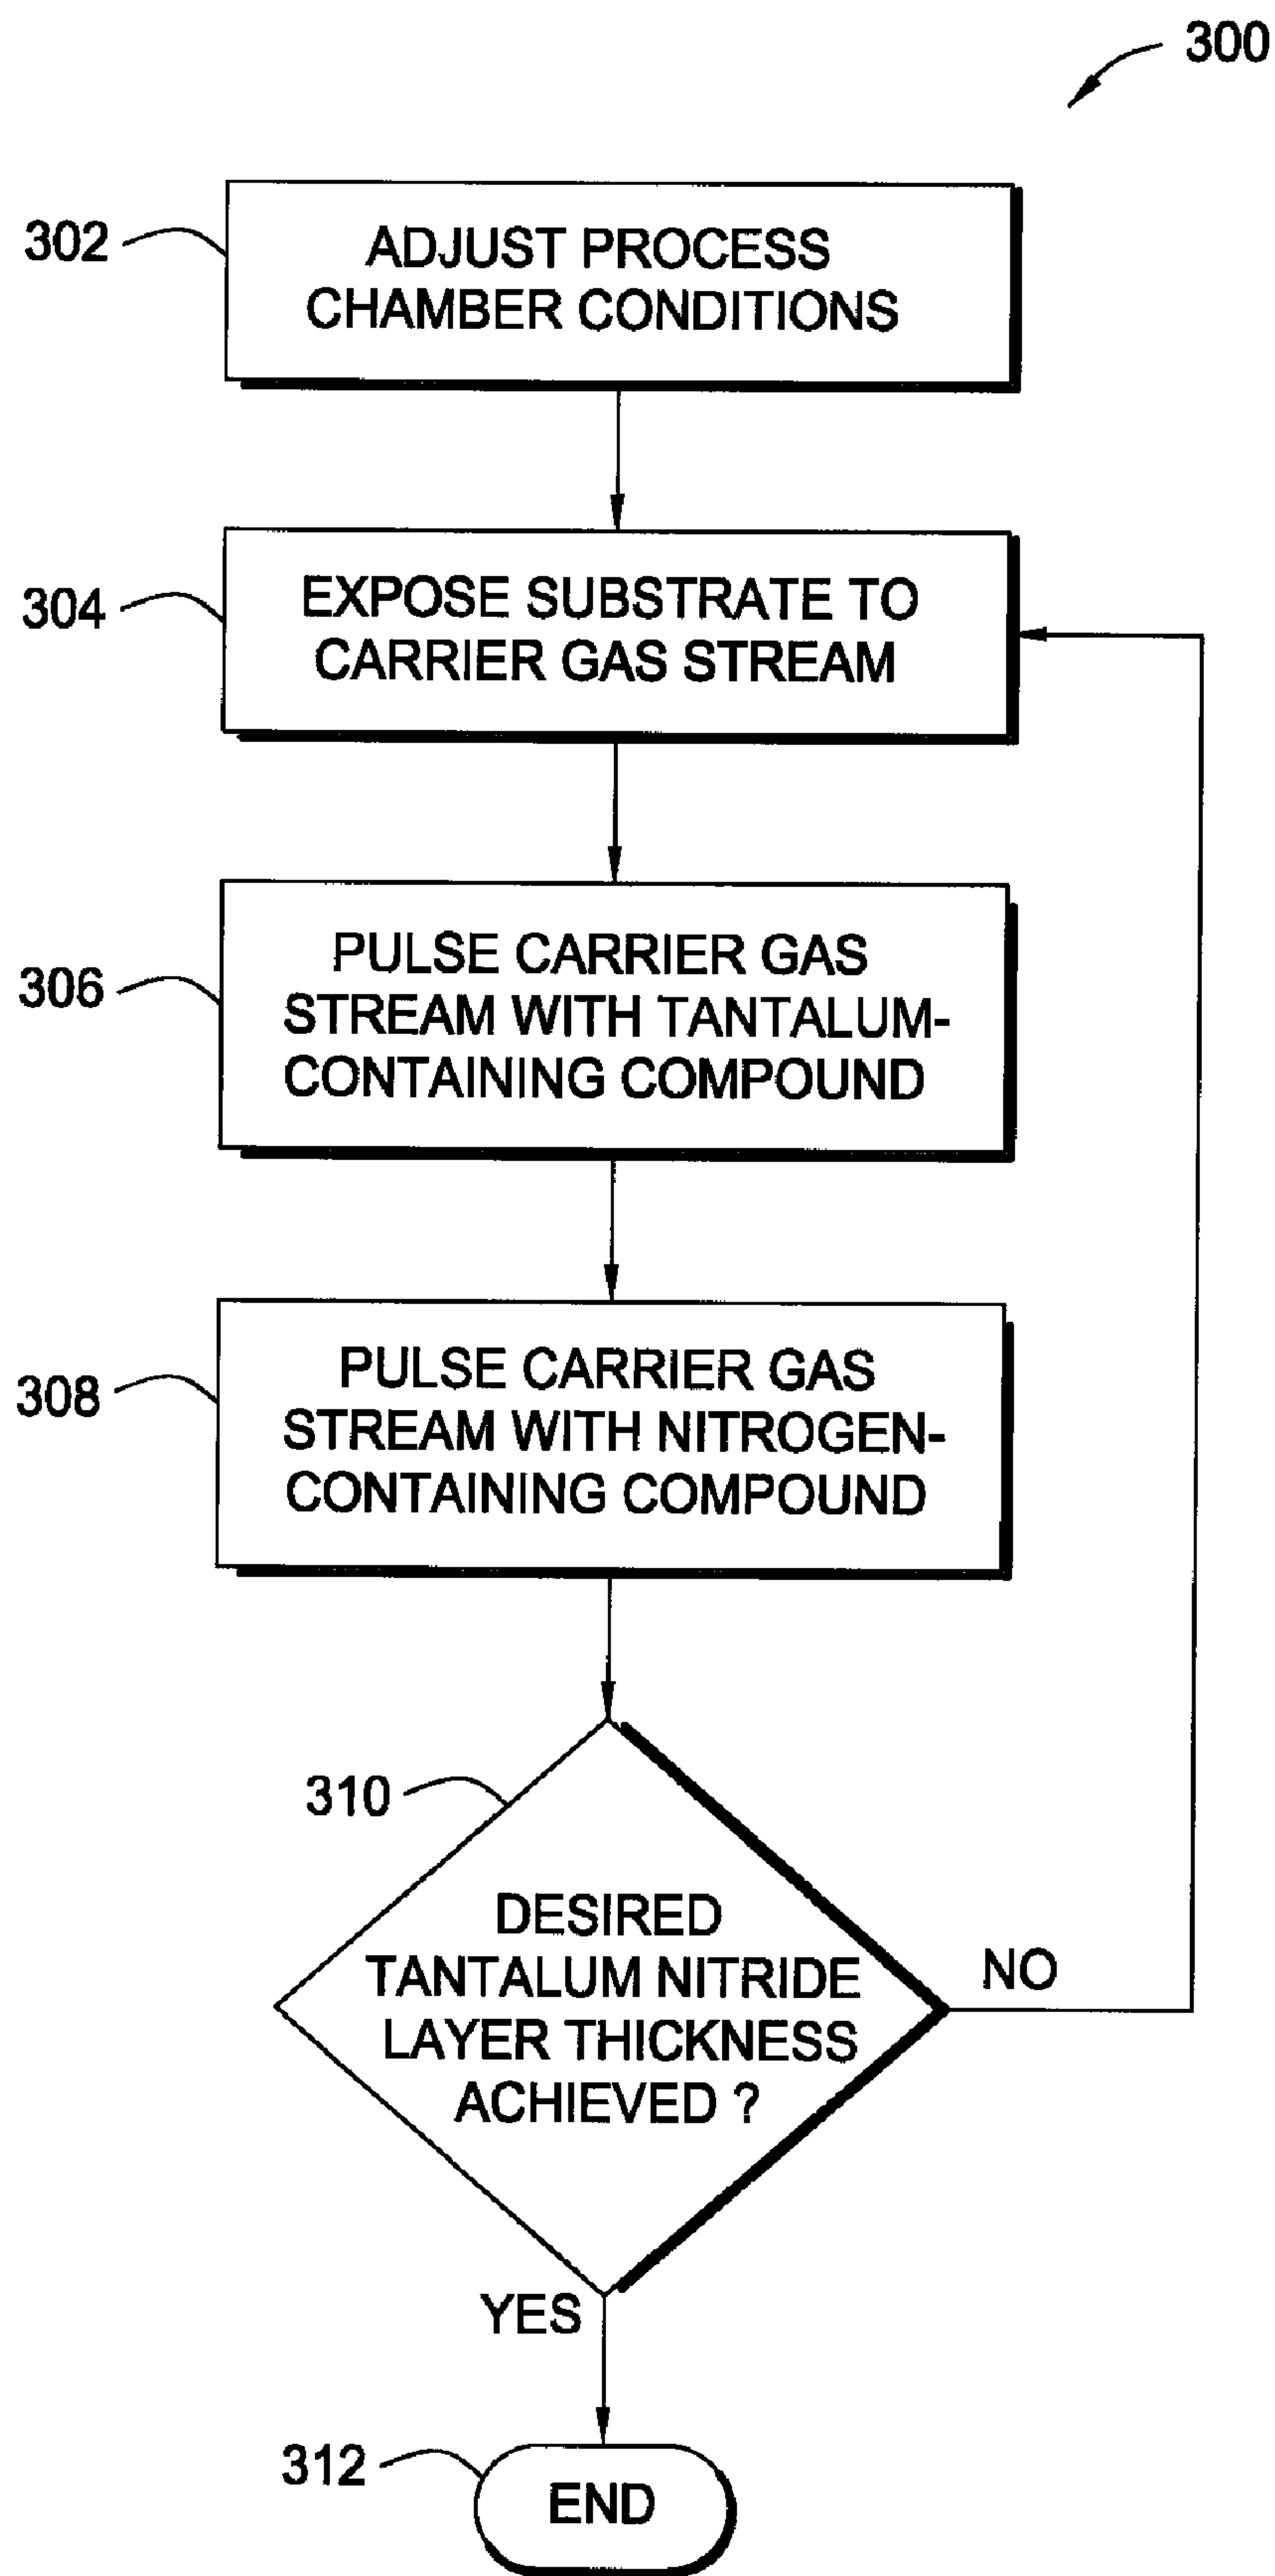 300
302
ADJUST PROCESS
CHAMBER CONDITIONS
304
EXPOSE SUBSTRATE TO
CARRIER GAS STREAM
306
PULSE CARRIER GAS
STREAM WITH TANTALUM-
CONTAINING COMPOUND
308
PULSE CARRIER GAS
STREAM WITH NITROGEN-
CONTAINING COMPOUND
310
DESIRED
TANTALUM NITRIDE
LAYER THICKNESS
ACHIEVED ?
NO
YES
312
END